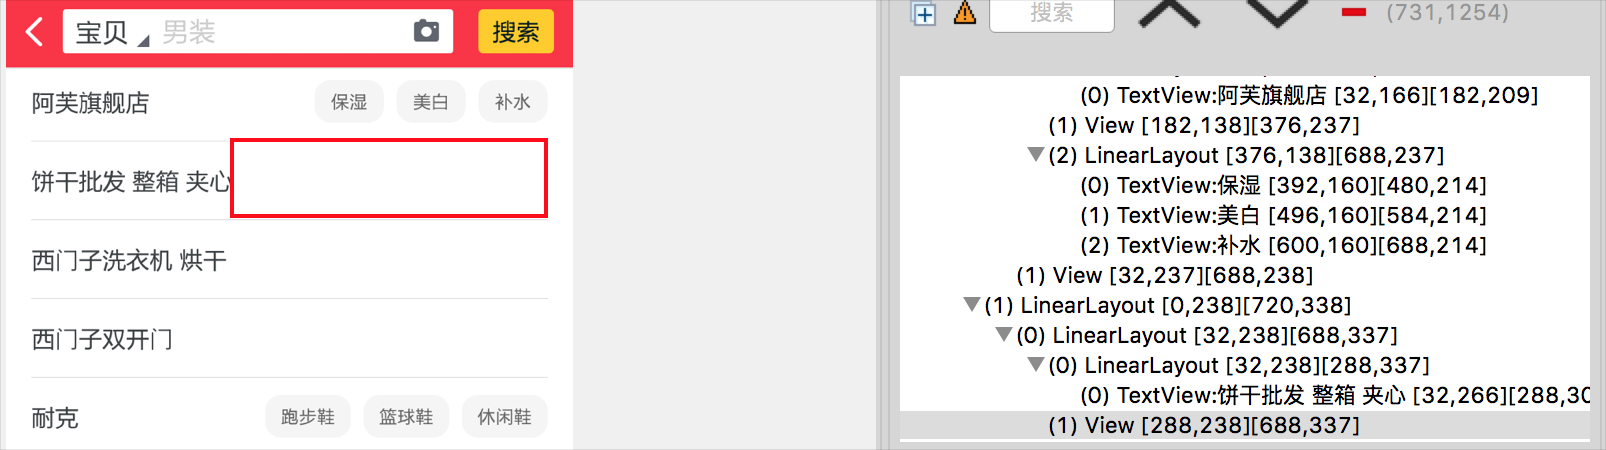 宝贝 男装 搜索
阿芙旗舰店 保湿 美白 补水
饼干批发 整箱 夹心
西门子洗衣机 烘干
西门子双开门
耐克 跑步鞋 篮球鞋 休闲鞋
搜索 (731,1254)
(0) TextView:阿芙旗舰店 [32,166][182,209]
(1) View [182,138][376,237]
(2) LinearLayout [376,138][688,237]
(0) TextView:保湿 [392,160][480,214]
(1) TextView:美白 [496,160][584,214]
(2) TextView:补水 [600,160][688,214]
(1) View [32,237][688,238]
(1) LinearLayout [0,238][720,338]
(0) LinearLayout [32,238][688,337]
(0) LinearLayout [32,238][288,337]
(0) TextView:饼干批发 整箱 夹心 [32,266][288,30
(1) View [288,238][688,337]